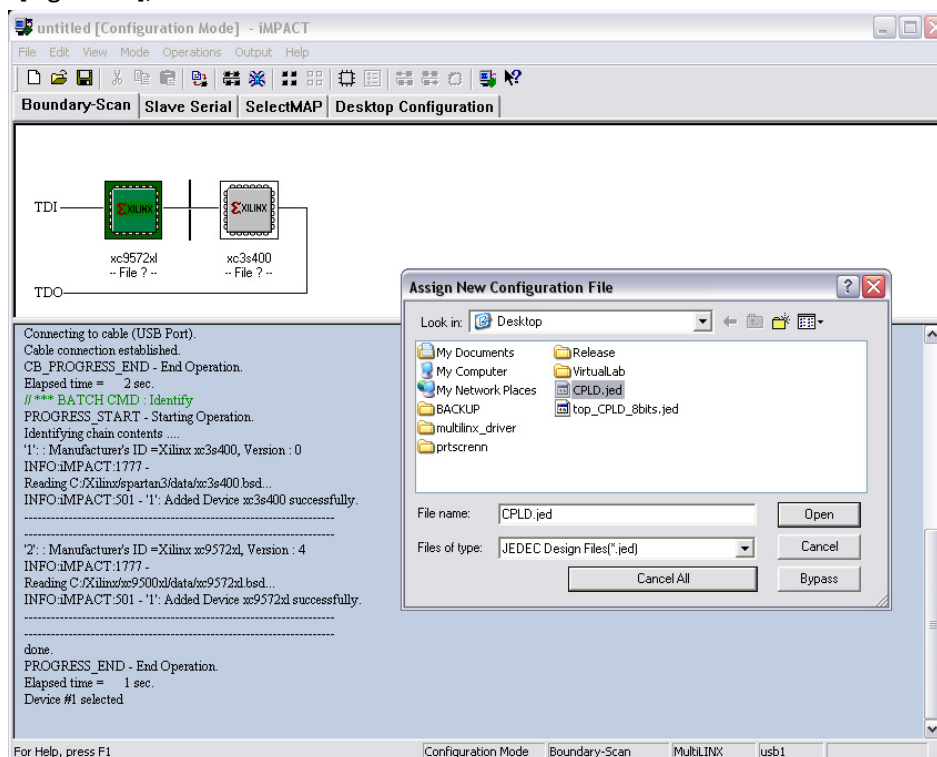 untitled [Configuration Mode] - iMPACT
File Edit View Mode Operations Output Help
Boundary-Scan Slave Serial SelectMAP Desktop Configuration
TDI
XILINX XILINX
xc9572xl xc3s400
-- File ? -- -- File ? --
TDO
Assign New Configuration File
Look in: Desktop
My Documents Release
My Computer VirtualLab
My Network Places CPLD.jed
BACKUP top_CPLD_8bits.jed
multilinx_driver
prtscrenn
File name: CPLD.jed Open
Files of type: JEDEC Design Files(*.jed) Cancel
Cancel All Bypass
Connecting to cable (USB Port).
Cable connection established.
CB_PROGRESS_END - End Operation.
Elapsed time = 2 sec.
// *** BATCH CMD : Identify
PROGRESS_START - Starting Operation.
Identifying chain contents ....
'1': : Manufacturer's ID =Xilinx xc3s400, Version : 0
INFO:iMPACT:1777 -
Reading C:/Xilinx/spartan3/data/xc3s400.bsd...
INFO:iMPACT:501 - '1': Added Device xc3s400 successfully.
----------------------------------------------------------------------
----------------------------------------------------------------------
'2': : Manufacturer's ID =Xilinx xc9572xl, Version : 4
INFO:iMPACT:1777 -
Reading C:/Xilinx/xc9500xl/data/xc9572xl.bsd...
INFO:iMPACT:501 - '1': Added Device xc9572xl successfully.
----------------------------------------------------------------------
----------------------------------------------------------------------
done.
PROGRESS_END - End Operation.
Elapsed time = 1 sec.
Device #1 selected
For Help, press F1 Configuration Mode Boundary-Scan MultiLINX usb1